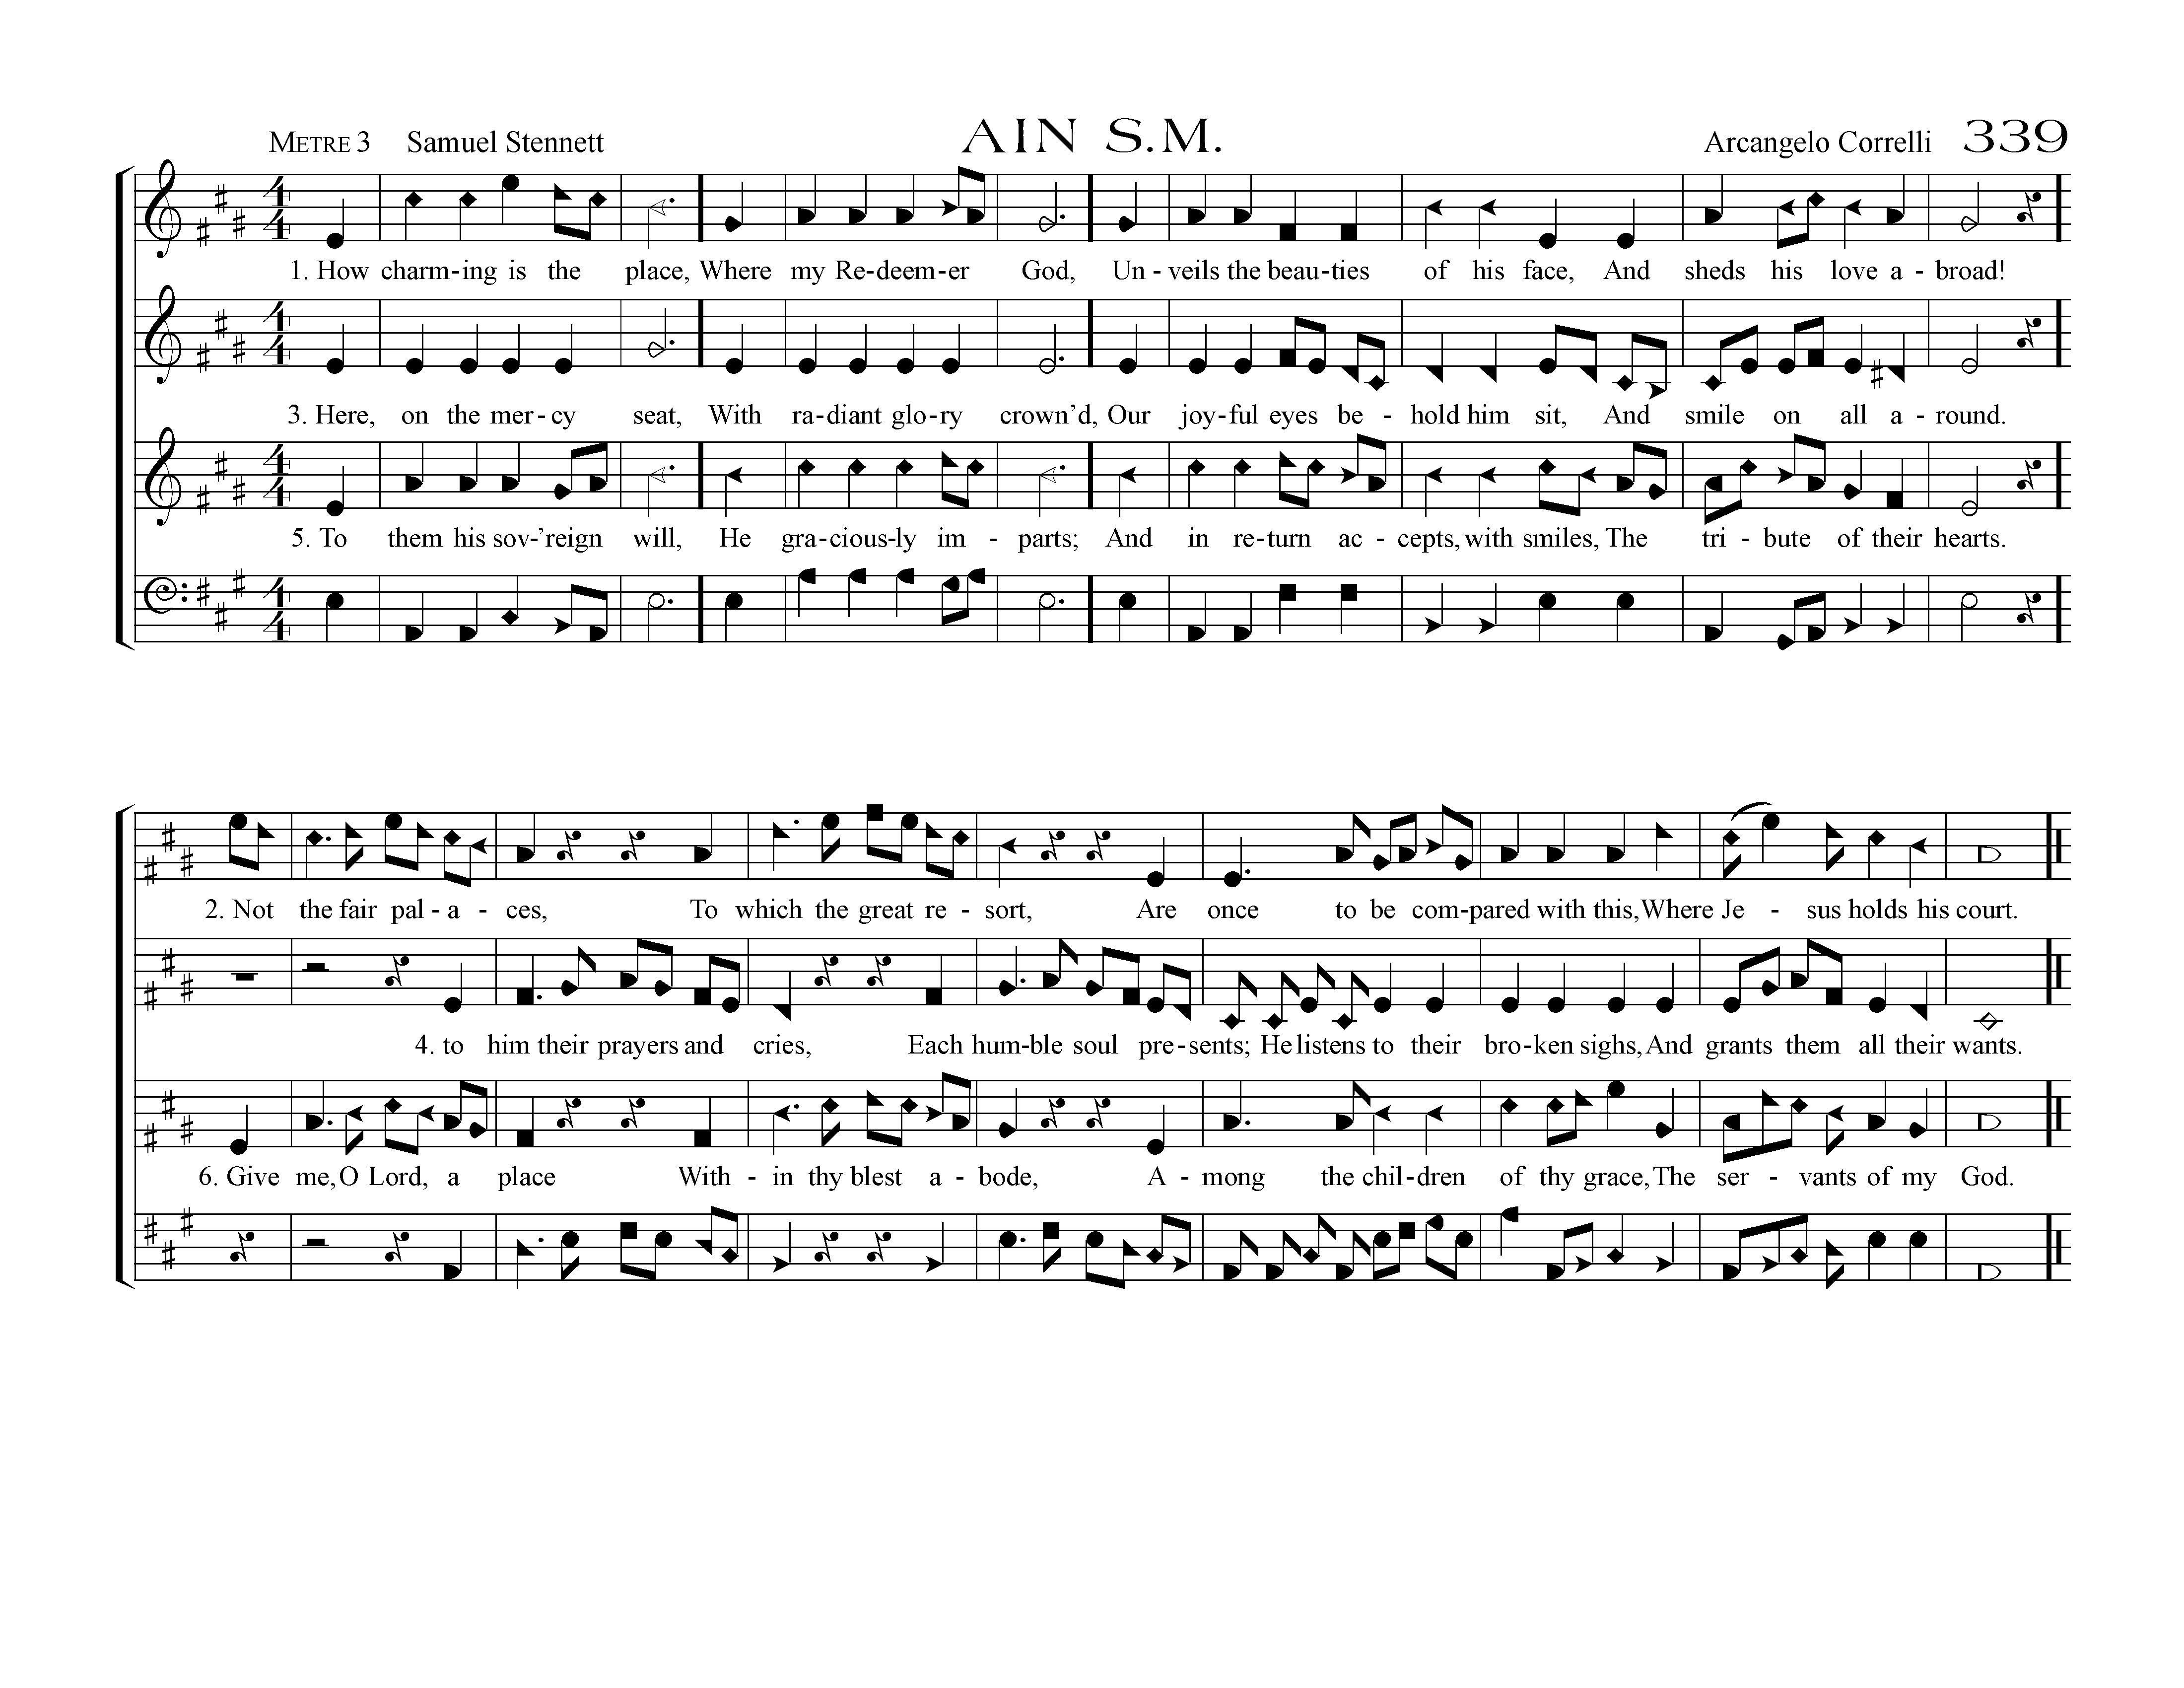 METRE 3 Samuel Stennett AIN S.M. Arcangelo Correlli 339
1. How charm-ing is the place, Where my Re-deem-er God, Un-veils the beau-ties of his face, And sheds his love a-broad!
3. Here, on the mer-cy seat, With ra-diant glo-ry crown’d, Our joy-ful eyes be-hold him sit, And smile on all a-round.
5. To them his sov-’reign will, He gra-cious-ly im-parts; And in re-turn ac-cepts, with smiles, The tri-bute of their hearts.
2. Not the fair pal-a-ces, To which the great re-sort, Are once to be com-pared with this, Where Je-sus holds his court.
4. to him their prayers and cries, Each hum-ble soul pre-sents; He listens to their bro-ken sighs, And grants them all their wants.
6. Give me, O Lord, a place With-in thy blest a-bode, A-mong the chil-dren of thy grace, The ser-vants of my God.